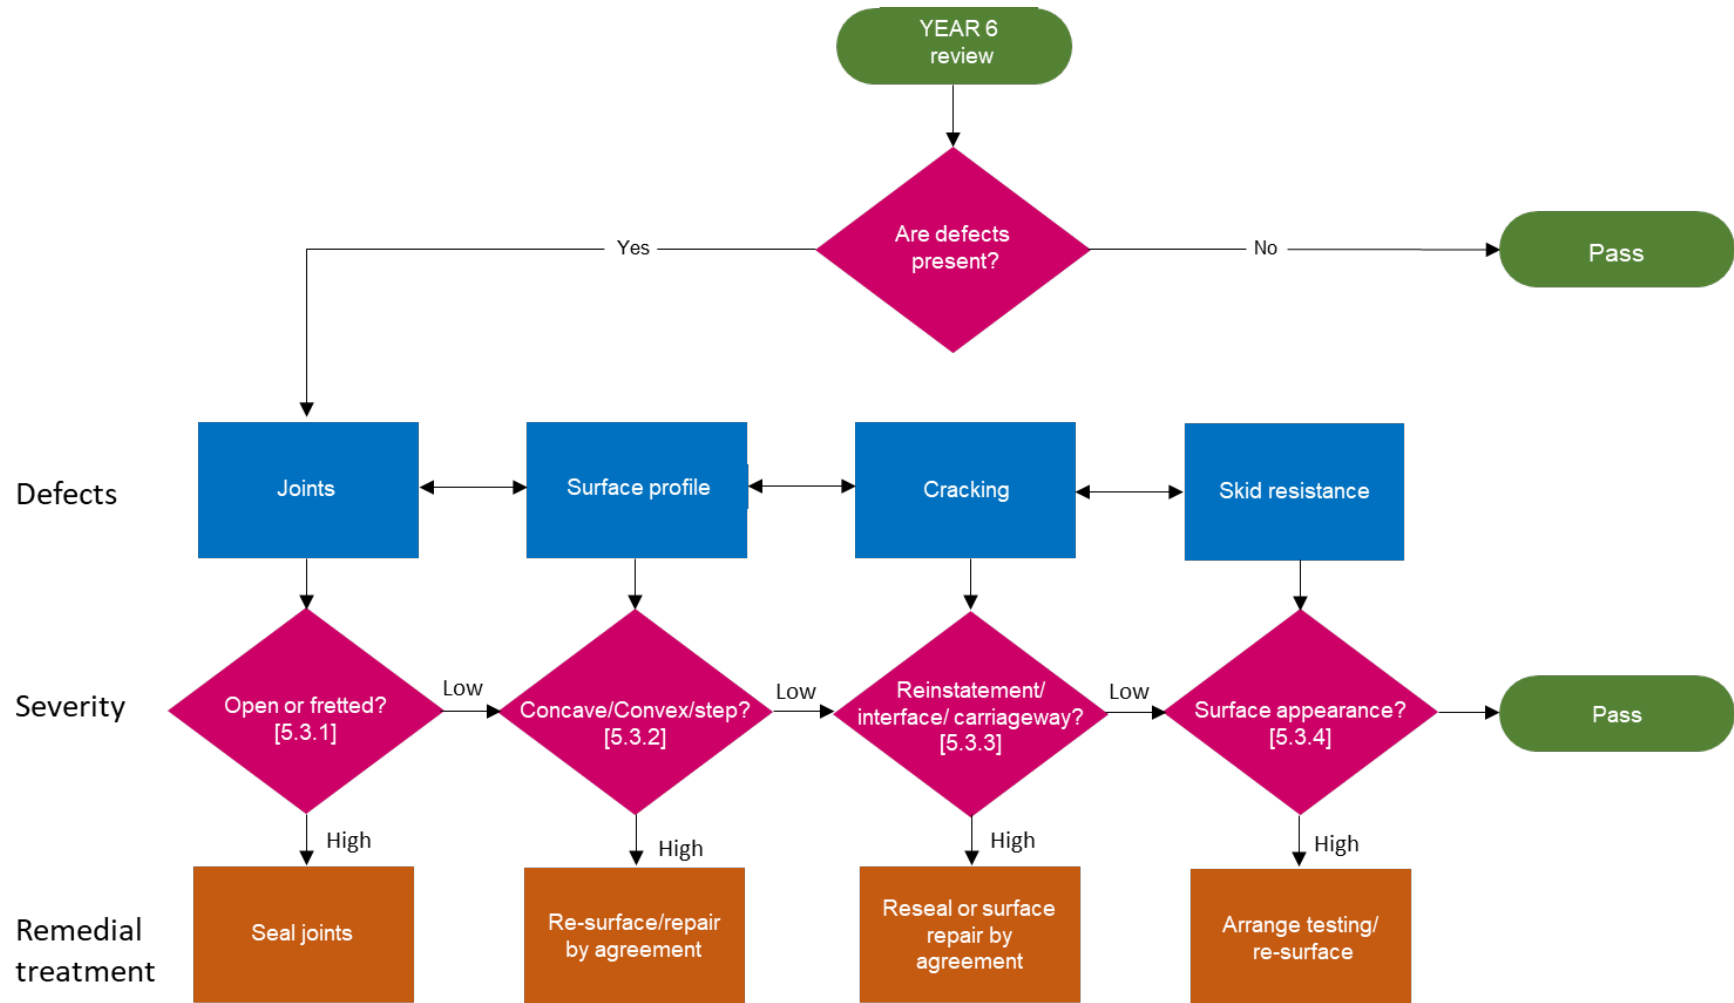 YEAR 6
review
Are defects
present?
Yes
No
Pass
Defects
Joints
Surface profile
Cracking
Skid resistance
Severity
Open or fretted?
[5.3.1]
Low
Concave/Convex/step?
[5.3.2]
Low
Reinstatement/
interface/ carriageway?
[5.3.3]
Low
Surface appearance?
[5.3.4]
Pass
High
High
High
High
Remedial
treatment
Seal joints
Re-surface/repair
by agreement
Reseal or surface
repair by
agreement
Arrange testing/
re-surface